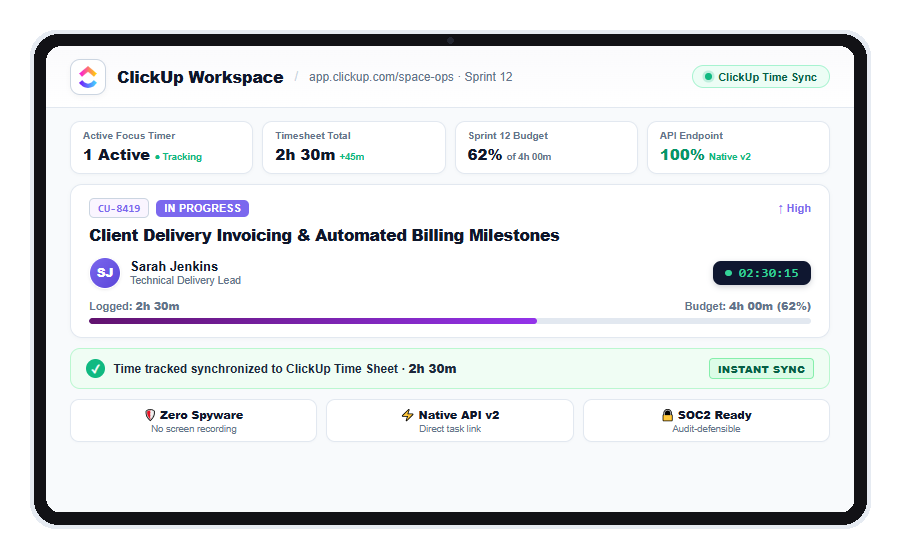 ClickUp Workspace / app.clickup.com/space-ops · Sprint 12
ClickUp Time Sync
Active Focus Timer
1 Active • Tracking
Timesheet Total
2h 30m +45m
Sprint 12 Budget
62% of 4h 00m
API Endpoint
100% Native v2
CU-8419 IN PROGRESS
↑ High
Client Delivery Invoicing & Automated Billing Milestones
SJ
Sarah Jenkins
Technical Delivery Lead
02:30:15
Logged: 2h 30m
Budget: 4h 00m (62%)
Time tracked synchronized to ClickUp Time Sheet · 2h 30m
INSTANT SYNC
Zero Spyware
No screen recording
Native API v2
Direct task link
SOC2 Ready
Audit-defensible